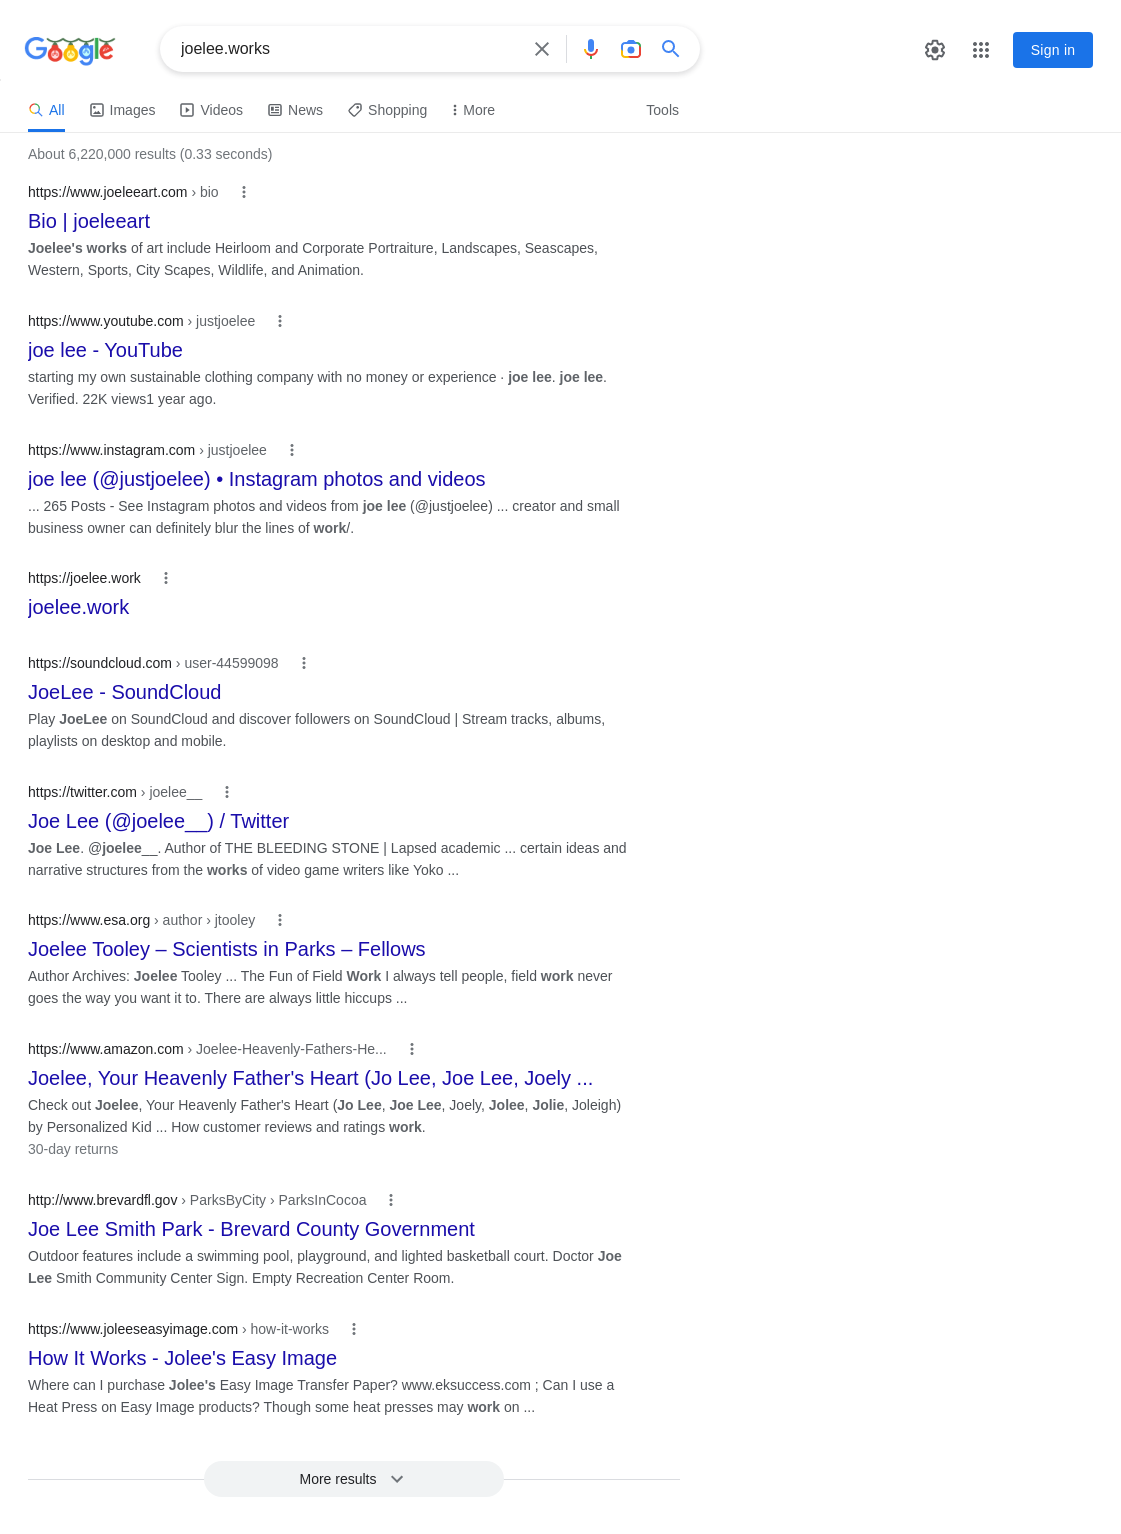 Google
joelee.works
Sign in
All
Images
Videos
News
Shopping
More
Tools
About 6,220,000 results (0.33 seconds)
https://www.joeleeart.com › bio
Bio | joeleeart
Joelee's works of art include Heirloom and Corporate Portraiture, Landscapes, Seascapes,
Western, Sports, City Scapes, Wildlife, and Animation.
https://www.youtube.com › justjoelee
joe lee - YouTube
starting my own sustainable clothing company with no money or experience · joe lee. joe lee.
Verified. 22K views1 year ago.
https://www.instagram.com › justjoelee
joe lee (@justjoelee) • Instagram photos and videos
... 265 Posts - See Instagram photos and videos from joe lee (@justjoelee) ... creator and small
business owner can definitely blur the lines of work/.
https://joelee.work
joelee.work
https://soundcloud.com › user-44599098
JoeLee - SoundCloud
Play JoeLee on SoundCloud and discover followers on SoundCloud | Stream tracks, albums,
playlists on desktop and mobile.
https://twitter.com › joelee__
Joe Lee (@joelee__) / Twitter
Joe Lee. @joelee__. Author of THE BLEEDING STONE | Lapsed academic ... certain ideas and
narrative structures from the works of video game writers like Yoko ...
https://www.esa.org › author › jtooley
Joelee Tooley – Scientists in Parks – Fellows
Author Archives: Joelee Tooley ... The Fun of Field Work I always tell people, field work never
goes the way you want it to. There are always little hiccups ...
https://www.amazon.com › Joelee-Heavenly-Fathers-He...
Joelee, Your Heavenly Father's Heart (Jo Lee, Joe Lee, Joely ...
Check out Joelee, Your Heavenly Father's Heart (Jo Lee, Joe Lee, Joely, Jolee, Jolie, Joleigh)
by Personalized Kid ... How customer reviews and ratings work.
30-day returns
http://www.brevardfl.gov › ParksByCity › ParksInCocoa
Joe Lee Smith Park - Brevard County Government
Outdoor features include a swimming pool, playground, and lighted basketball court. Doctor Joe
Lee Smith Community Center Sign. Empty Recreation Center Room.
https://www.joleeseasyimage.com › how-it-works
How It Works - Jolee's Easy Image
Where can I purchase Jolee's Easy Image Transfer Paper? www.eksuccess.com ; Can I use a
Heat Press on Easy Image products? Though some heat presses may work on ...
More results